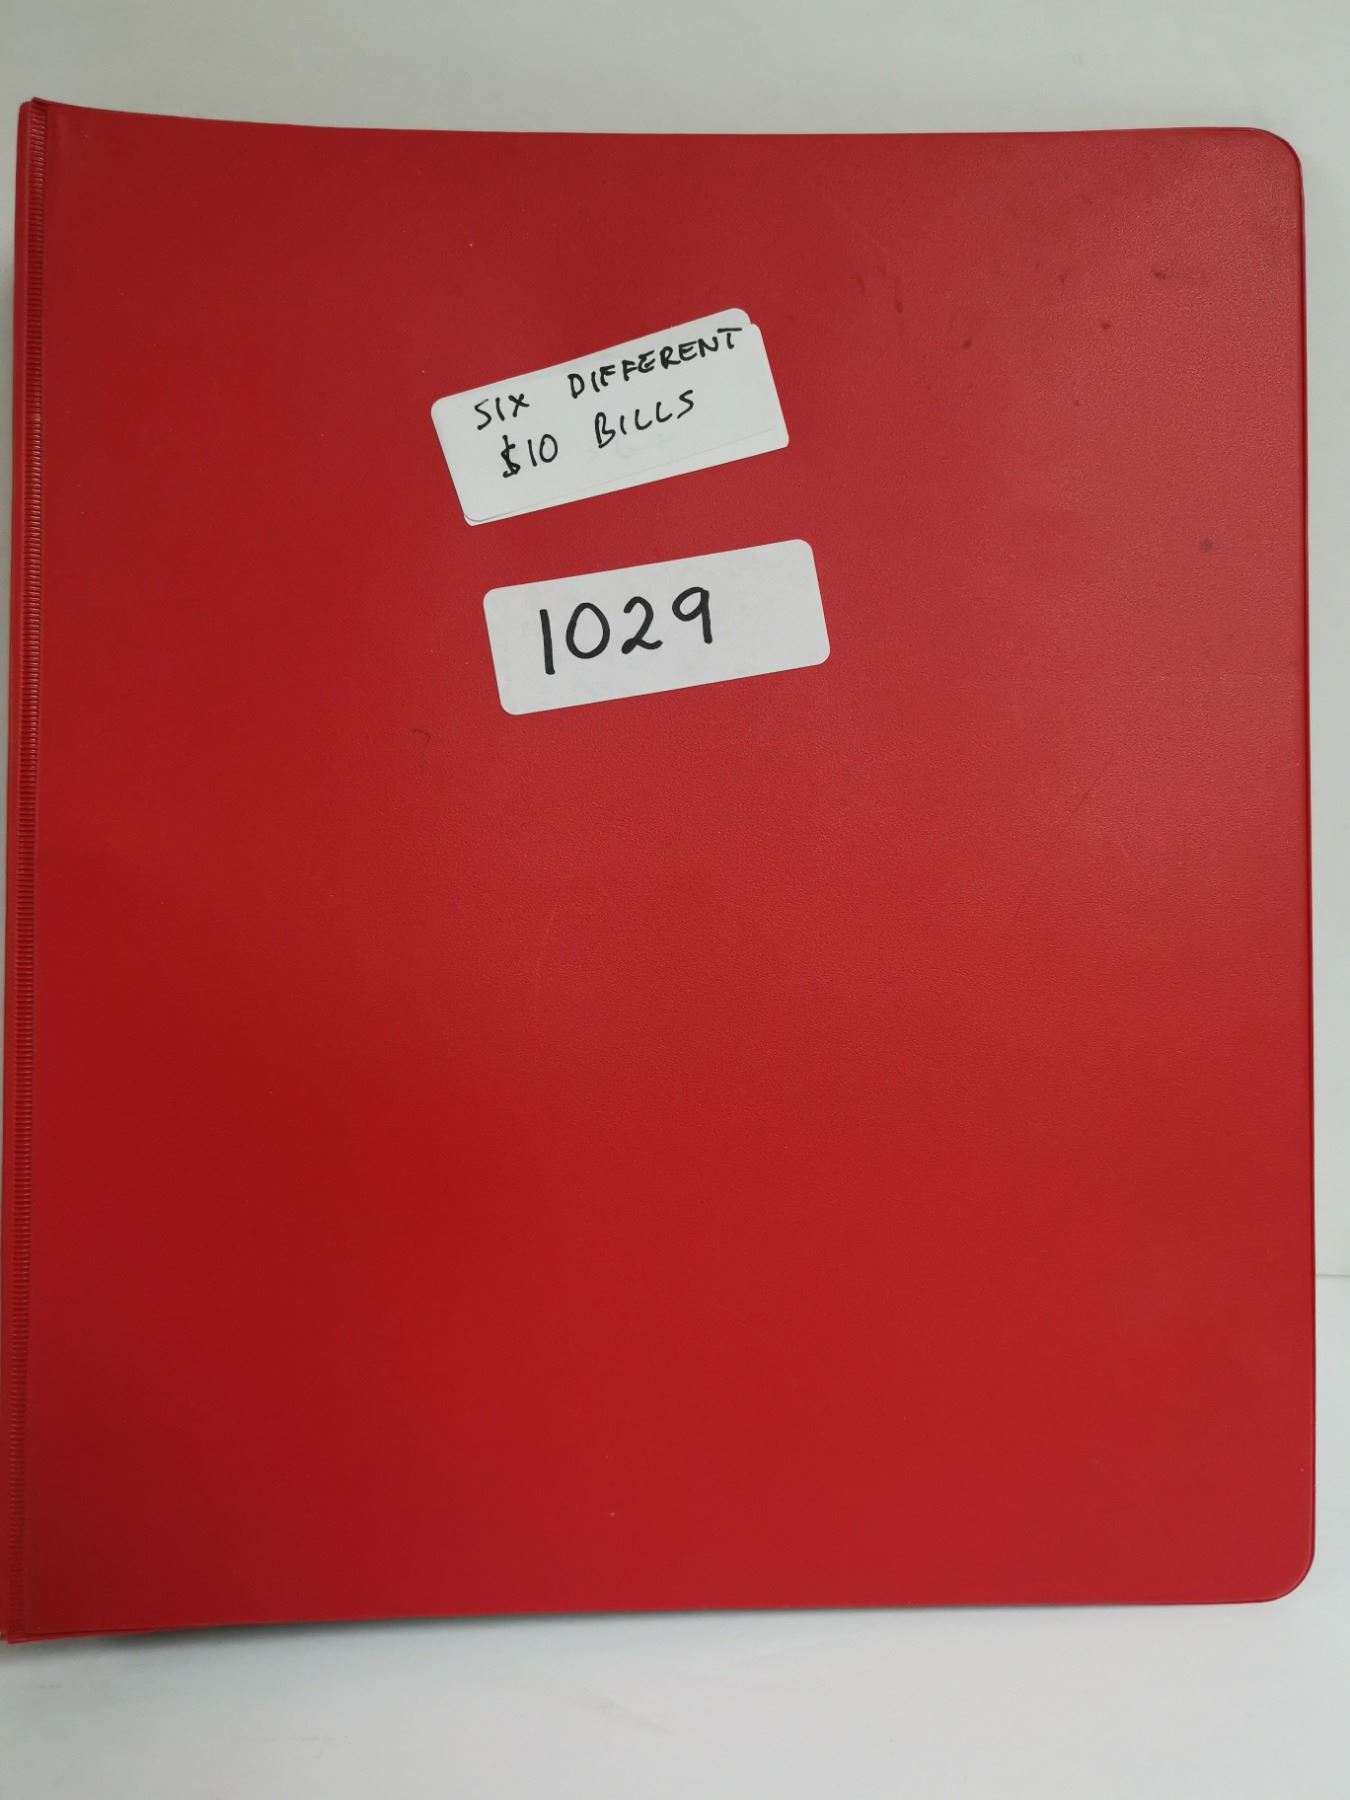 SIX DIFFERENT
$10 BILLS
1029